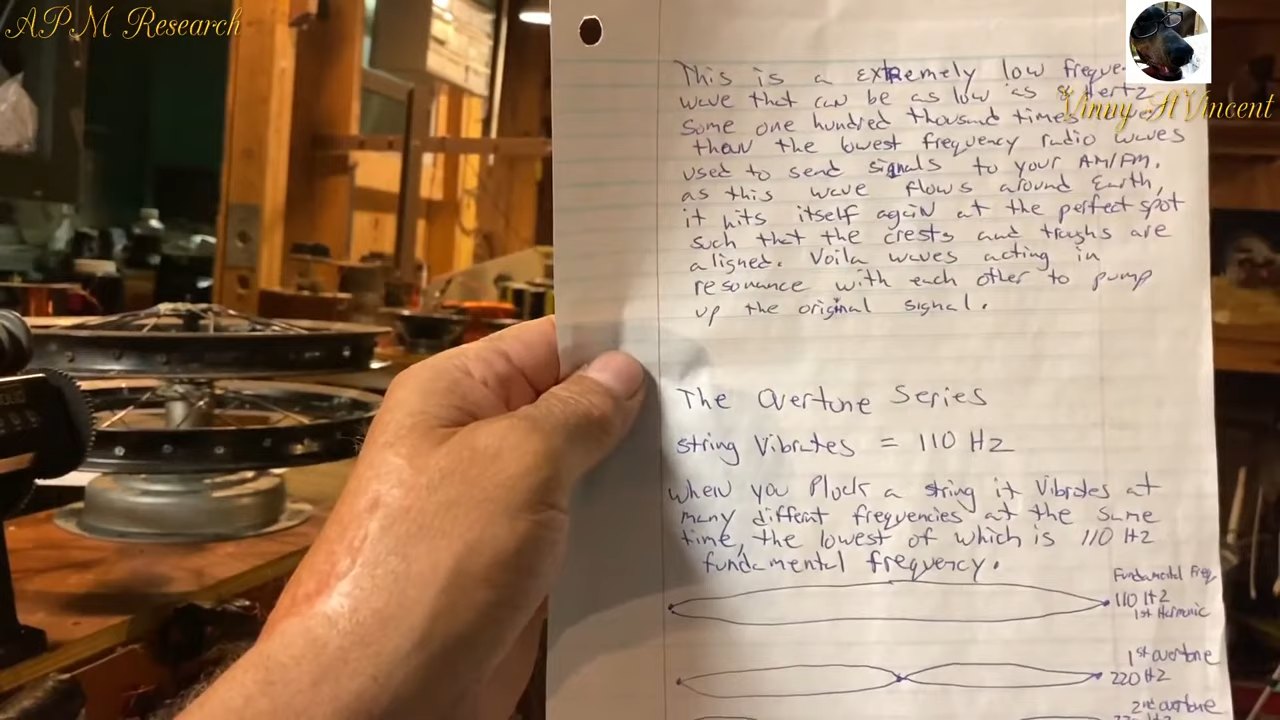 APM Research
Vinny A Vincent
This is a extremely low freque
wave that can be as low as 8 Hertz
some one hundred thousand times
than the lowest frequency radio waves
used to send signals to your AM/FM.
as this wave flows around Earth,
it hits itself again at the perfect spot
such that the crests and troughs are
aligned. Voila waves acting in
resonance with each other to pump
up the original signal.
The Overtune Series
string Vibrates = 110 Hz
when you Pluck a string it Vibrates at
many differnt frequencies at the same
time, the lowest of which is 110 Hz
fundamental frequency.
Fundamental Freq,
110 Hz
1st Harmonic
1st overtone
220 Hz
2nd overtone